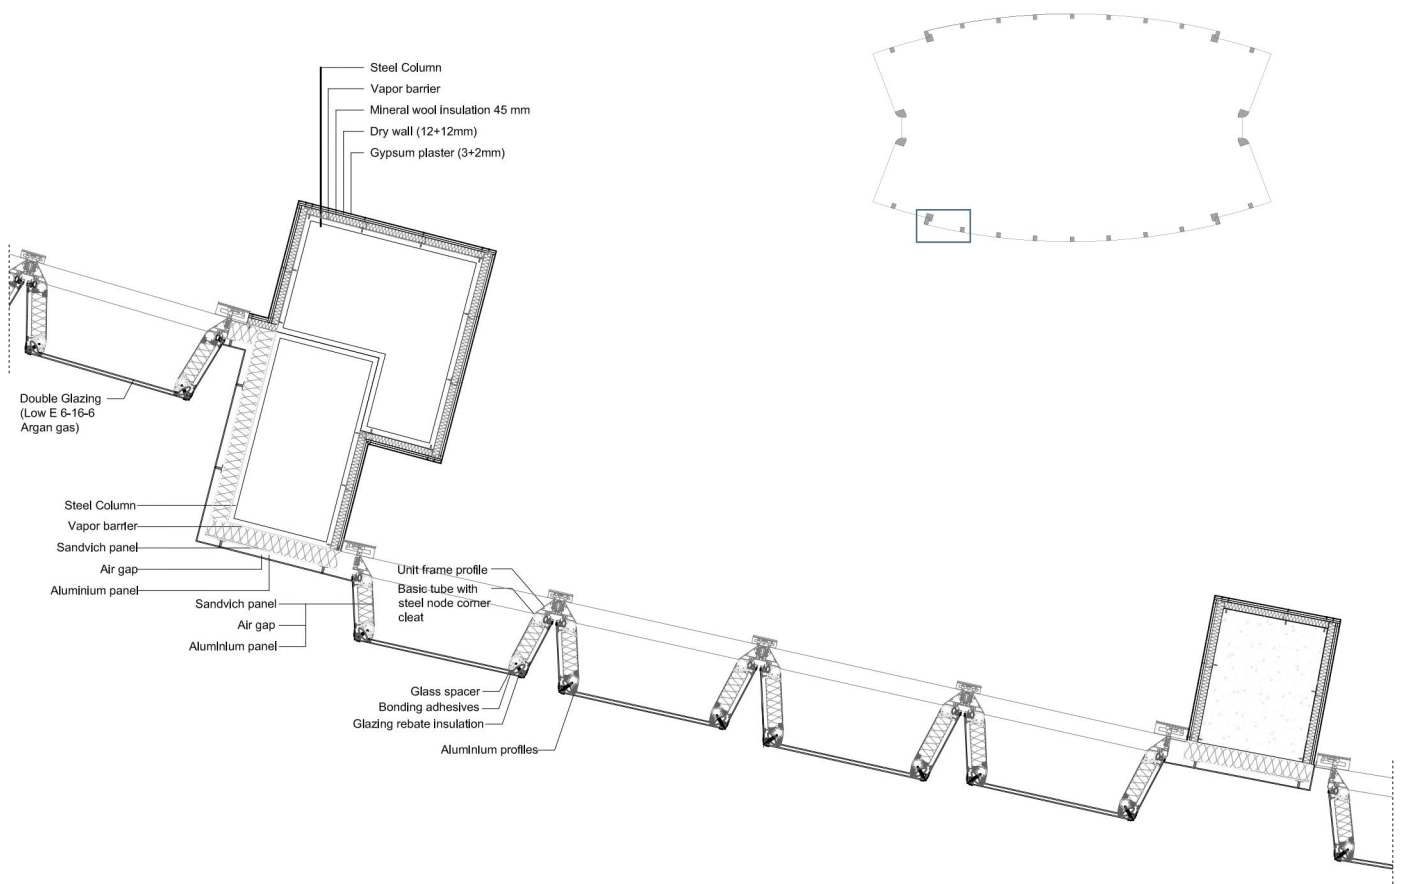 Steel Column
Vapor barrier
Mineral wool insulation 45 mm
Dry wall (12+12mm)
Gypsum plaster (3+2mm)
Double Glazing
(Low E 6-16-6
Argan gas)
Steel Column
Vapor barrier
Sandvich panel
Air gap
Aluminium panel
Sandvich panel
Air gap
Aluminium panel
Unit frame profile
Basic tube with
steel node corner
cleat
Glass spacer
Bonding adhesives
Glazing rebate insulation
Aluminium profiles